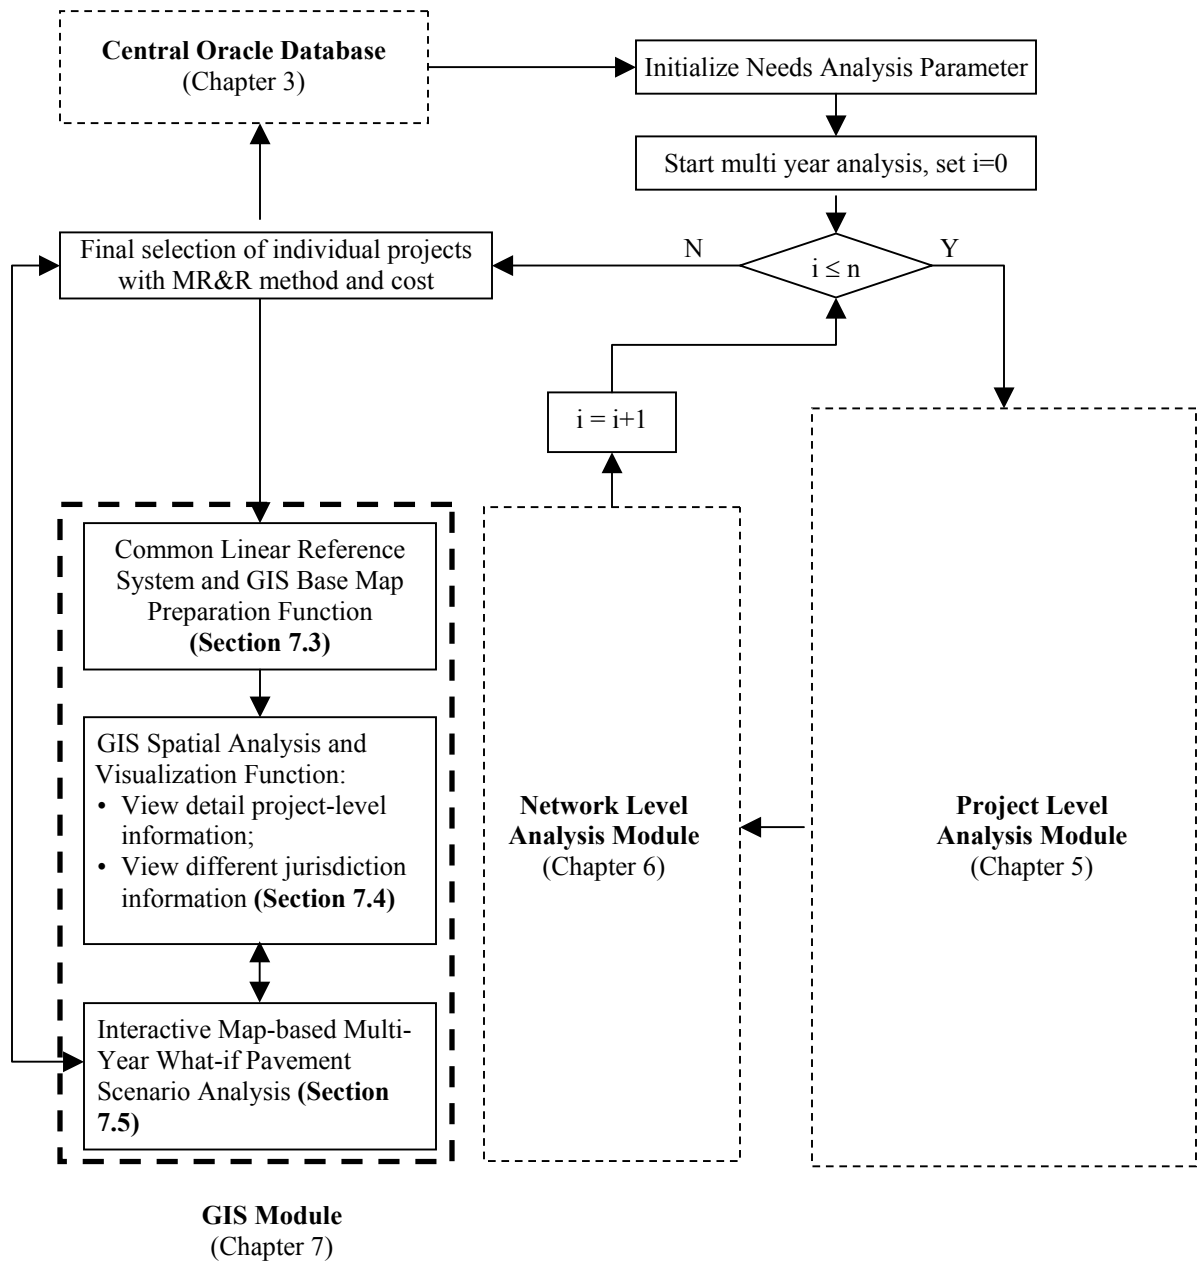 Central Oracle Database
(Chapter 3)
Initialize Needs Analysis Parameter
Start multi year analysis, set i=0
Final selection of individual projects
with MR&R method and cost
N
i ≤ n
Y
i = i+1
Common Linear Reference
System and GIS Base Map
Preparation Function
(Section 7.3)
GIS Spatial Analysis and
Visualization Function:
• View detail project-level
information;
• View different jurisdiction
information (Section 7.4)
Interactive Map-based Multi-
Year What-if Pavement
Scenario Analysis (Section
7.5)
Network Level
Analysis Module
(Chapter 6)
Project Level
Analysis Module
(Chapter 5)
GIS Module
(Chapter 7)